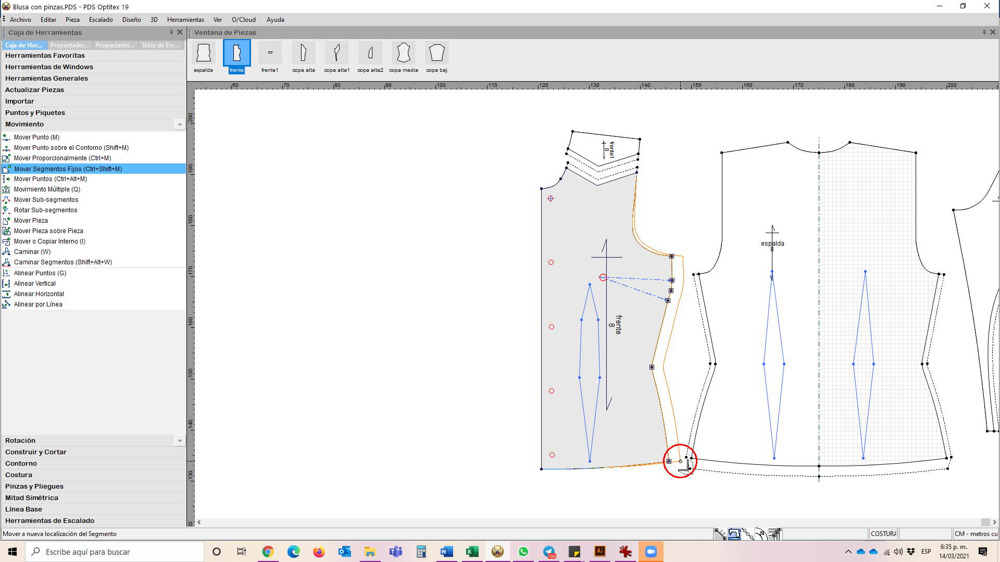 Blusa con pinzas.PDS - PDS Optitex 19
Archivo Editar Pieza Escalado Diseño 3D Herramientas Ver O/Cloud Ayuda
Caja de Herramientas
Ventana de Piezas
Caja de Her... Propiedades... Propiedades... Tabla de Esc...
Herramientas Favoritas
Herramientas de Windows
Herramientas Generales
Actualizar Piezas
Importar
Puntos y Piquetes
Movimiento
Mover Punto (M)
Mover Punto sobre el Contorno (Shift+M)
Mover Proporcionalmente (Ctrl+M)
Mover Segmentos Fijos (Ctrl+Shift+M)
Mover Puntos (Ctrl+Alt+M)
Movimiento Múltiple (Q)
Mover Sub-segmentos
Rotar Sub-segmentos
Mover Pieza
Mover Pieza sobre Pieza
Mover o Copiar Interno (I)
Caminar (W)
Caminar Segmentos (Shift+Alt+W)
Alinear Puntos (G)
Alinear Vertical
Alinear Horizontal
Alinear por Línea
Rotación
Construir y Cortar
Contorno
Costura
Pinzas y Pliegues
Mitad Simétrica
Línea Base
Herramientas de Escalado
espalda frente frente1 copa alta copa alta1 copa alta2 copa media copa baj
60 70 80 90 100 110 120 130 140 150 160 170 180 190 200
200
190
180
170
160
150
140
130
frente1
8
frente
8
espalda
8
Mover a nueva localización del Segmento
COSTURA
CM - metros cu
Escribe aquí para buscar
100
Ai
ESP
6:35 p. m.
14/03/2021